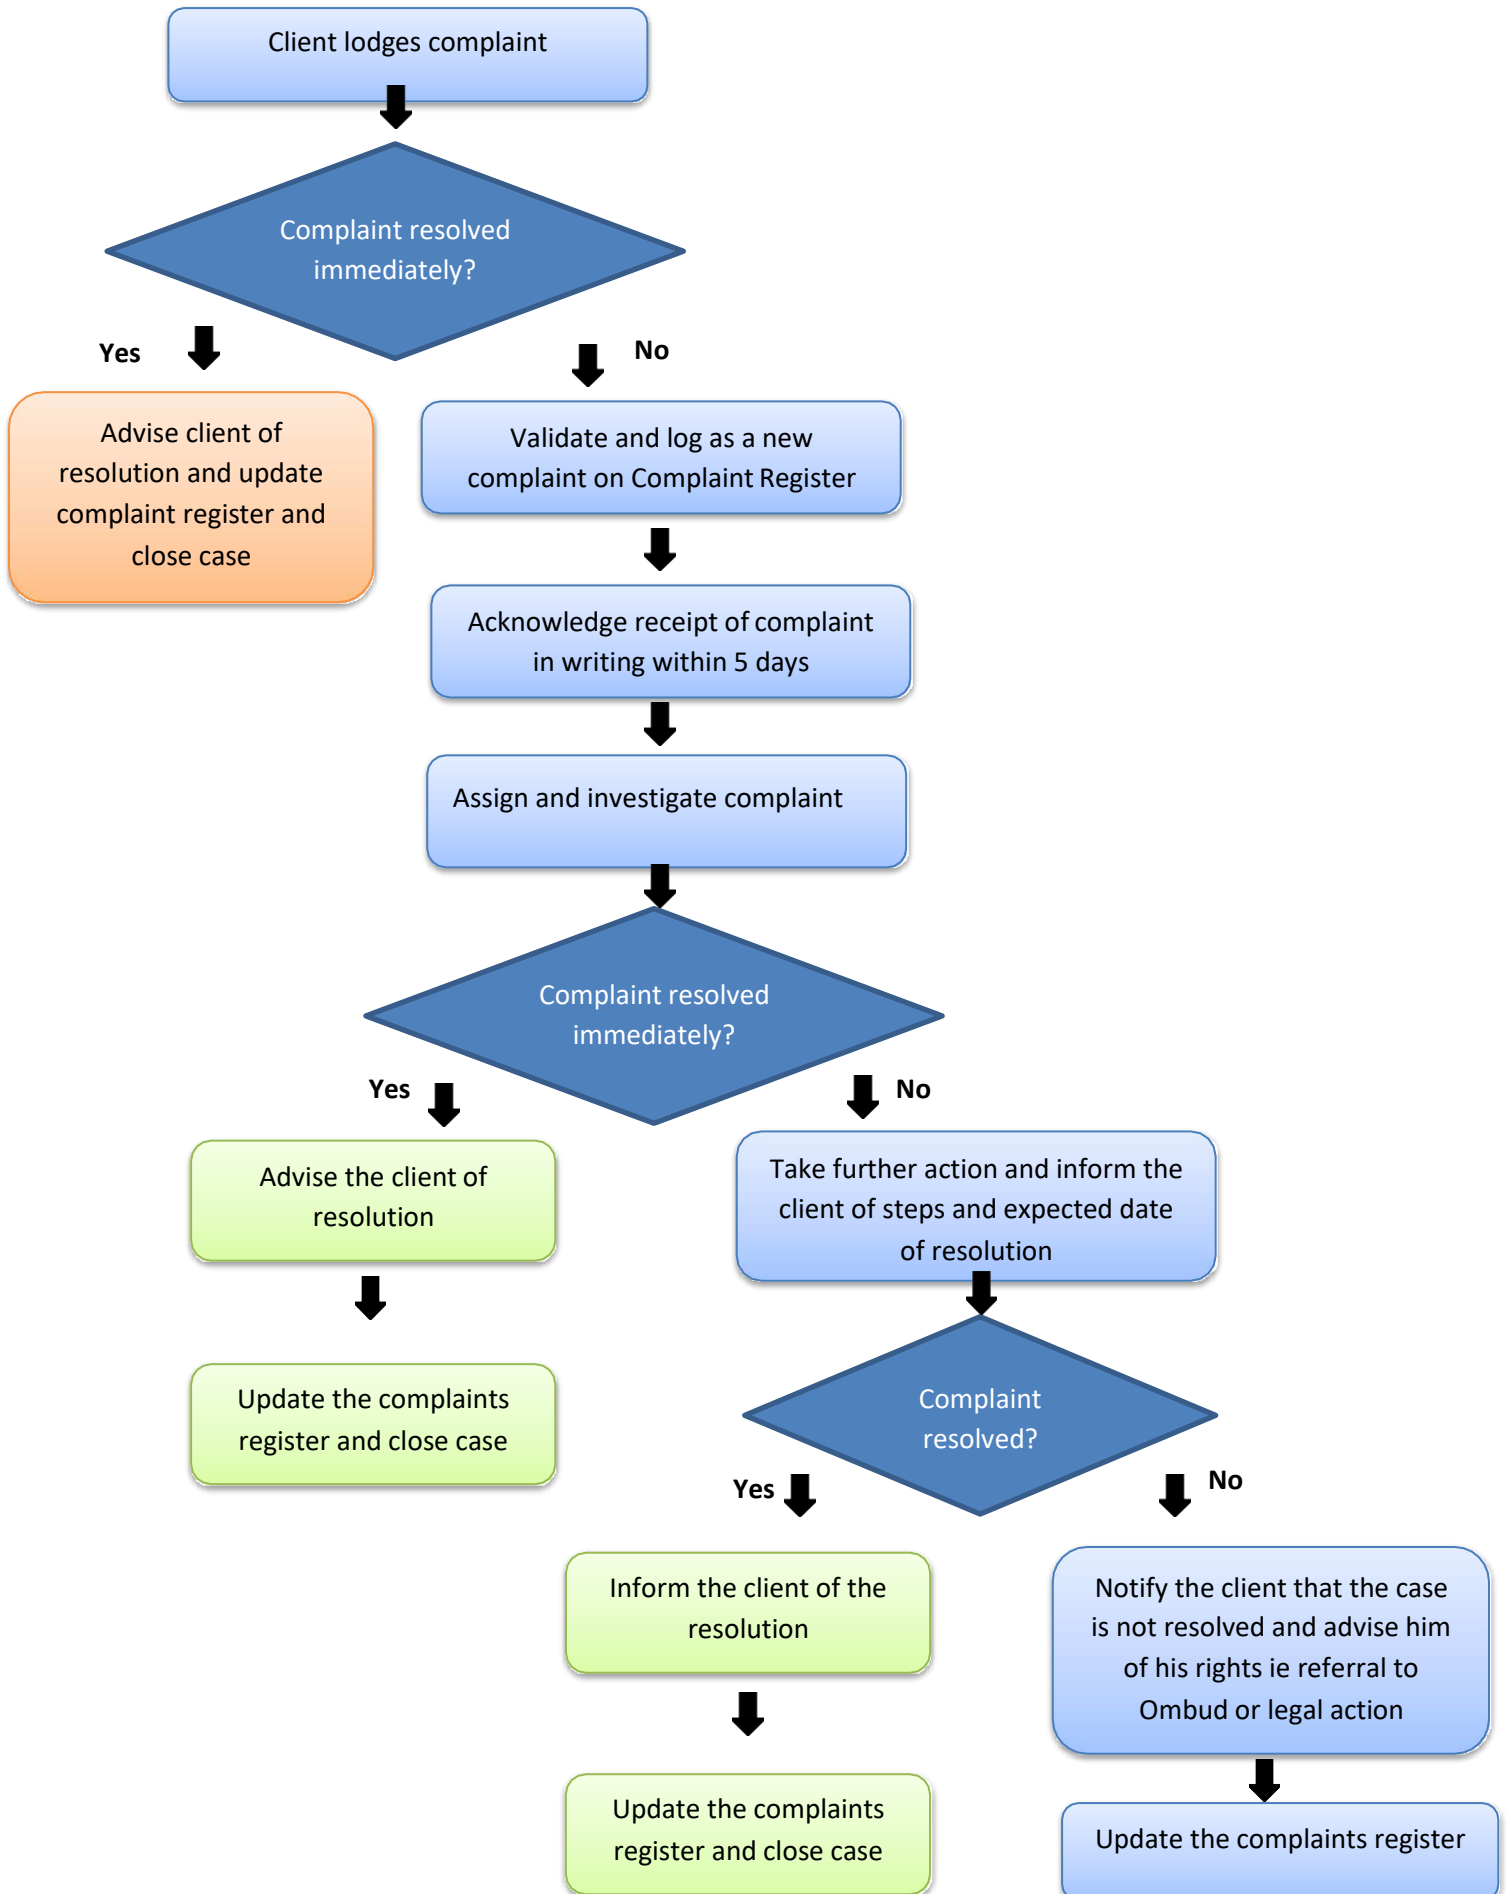 Client lodges complaint
Complaint resolved
immediately?
Yes
No
Advise client of
resolution and update
complaint register and
close case
Validate and log as a new
complaint on Complaint Register
Acknowledge receipt of complaint
in writing within 5 days
Assign and investigate complaint
Complaint resolved
immediately?
Yes
No
Advise the client of
resolution
Take further action and inform the
client of steps and expected date
of resolution
Update the complaints
register and close case
Complaint
resolved?
Yes
No
Inform the client of the
resolution
Notify the client that the case
is not resolved and advise him
of his rights ie referral to
Ombud or legal action
Update the complaints
register and close case
Update the complaints register